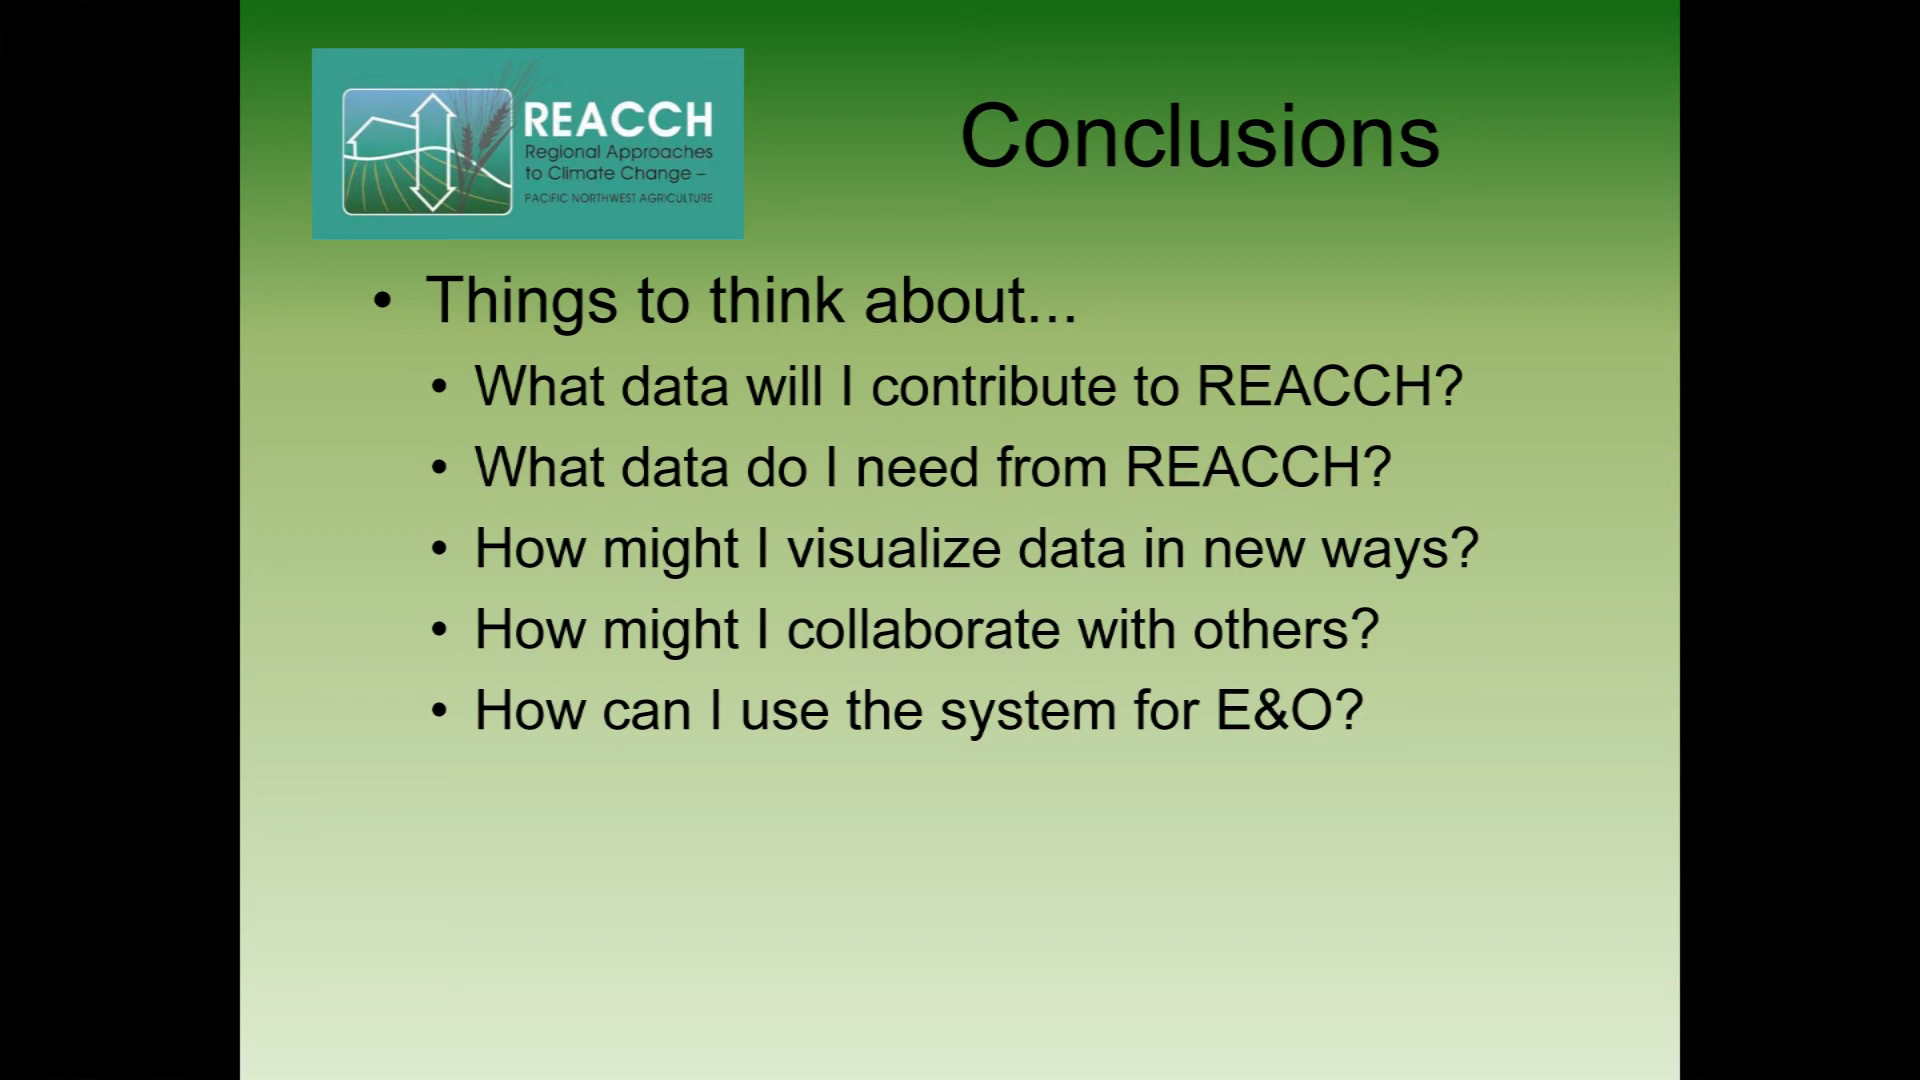 REACCH
Regional Approaches
to Climate Change –
PACIFIC NORTHWEST AGRICULTURE
Conclusions
• Things to think about...
• What data will I contribute to REACCH?
• What data do I need from REACCH?
• How might I visualize data in new ways?
• How might I collaborate with others?
• How can I use the system for E&O?